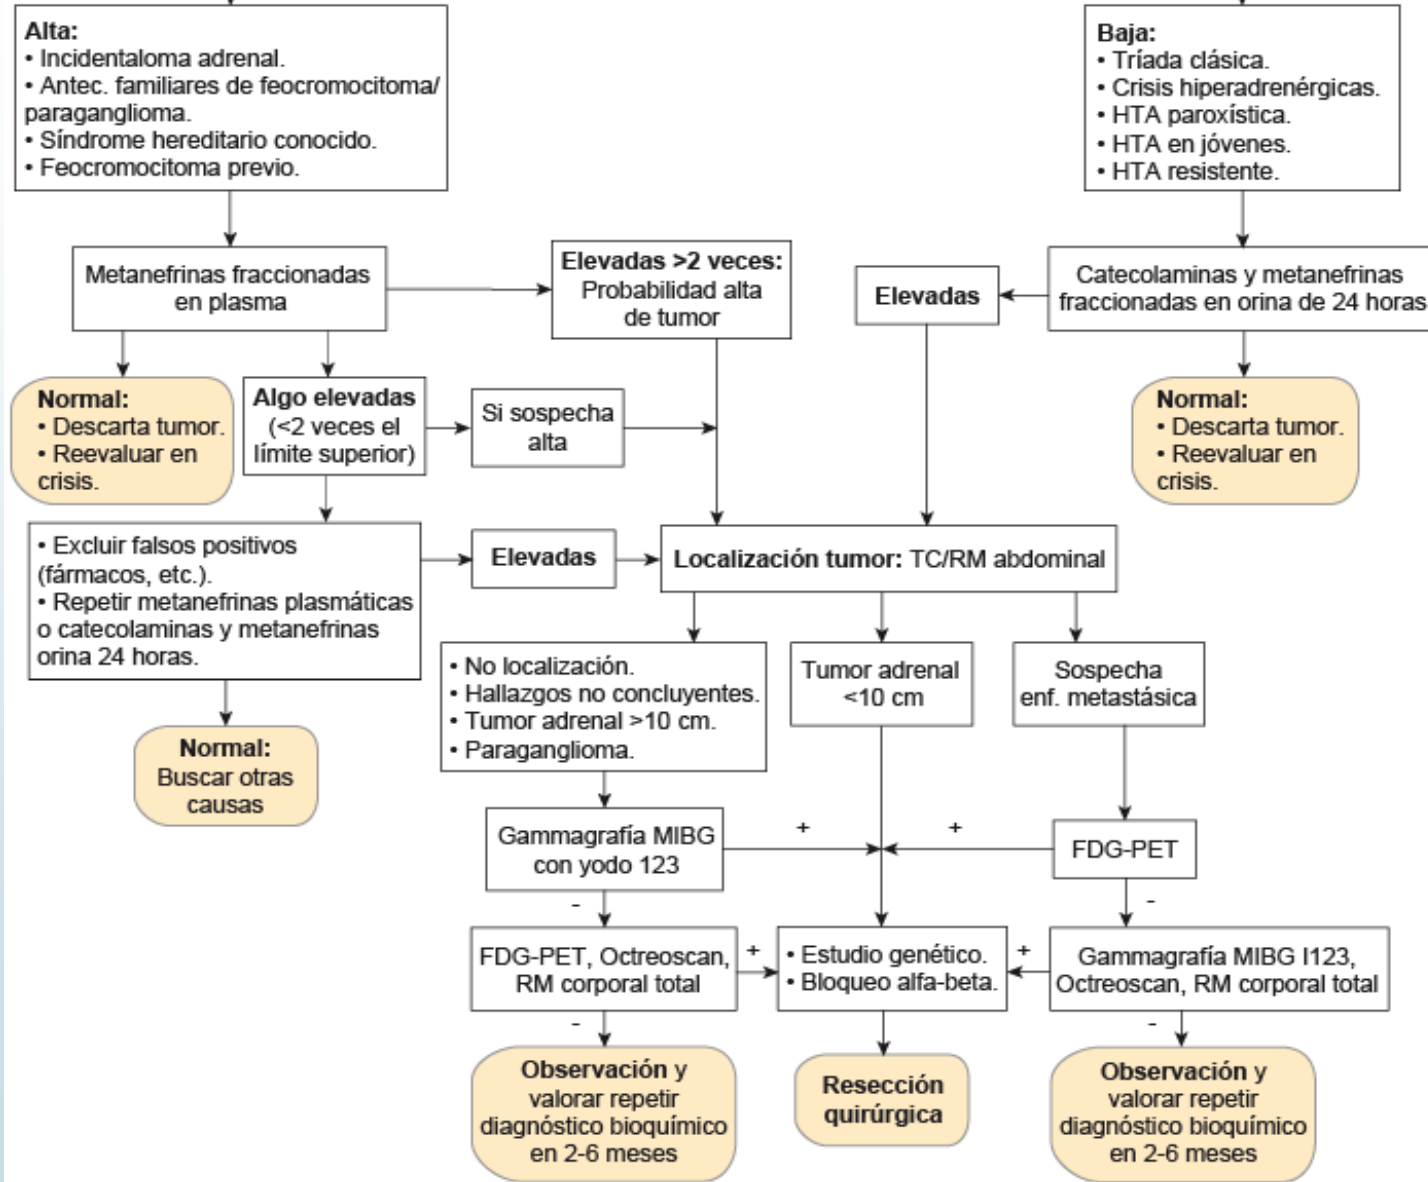 Alta:
• Incidentaloma adrenal.
• Antec. familiares de feocromocitoma/
paraganglioma.
• Síndrome hereditario conocido.
• Feocromocitoma previo.
Baja:
• Tríada clásica.
• Crisis hiperadrenérgicas.
• HTA paroxística.
• HTA en jóvenes.
• HTA resistente.
Metanefrinas fraccionadas
en plasma
Elevadas >2 veces:
Probabilidad alta
de tumor
Elevadas
Catecolaminas y metanefrinas
fraccionadas en orina de 24 horas
Normal:
• Descarta tumor.
• Reevaluar en
crisis.
Algo elevadas
(<2 veces el
límite superior)
Si sospecha
alta
Normal:
• Descarta tumor.
• Reevaluar en
crisis.
• Excluir falsos positivos
(fármacos, etc.).
• Repetir metanefrinas plasmáticas
o catecolaminas y metanefrinas
orina 24 horas.
Elevadas
Localización tumor: TC/RM abdominal
Normal:
Buscar otras
causas
• No localización.
• Hallazgos no concluyentes.
• Tumor adrenal >10 cm.
• Paraganglioma.
Tumor adrenal
<10 cm
Sospecha
enf. metastásica
Gammagrafía MIBG
con yodo 123
+
+
FDG-PET
-
-
FDG-PET, Octreoscan,
RM corporal total
+
• Estudio genético.
• Bloqueo alfa-beta.
+
Gammagrafía MIBG I123,
Octreoscan, RM corporal total
-
-
Observación y
valorar repetir
diagnóstico bioquímico
en 2-6 meses
Resección
quirúrgica
Observación y
valorar repetir
diagnóstico bioquímico
en 2-6 meses